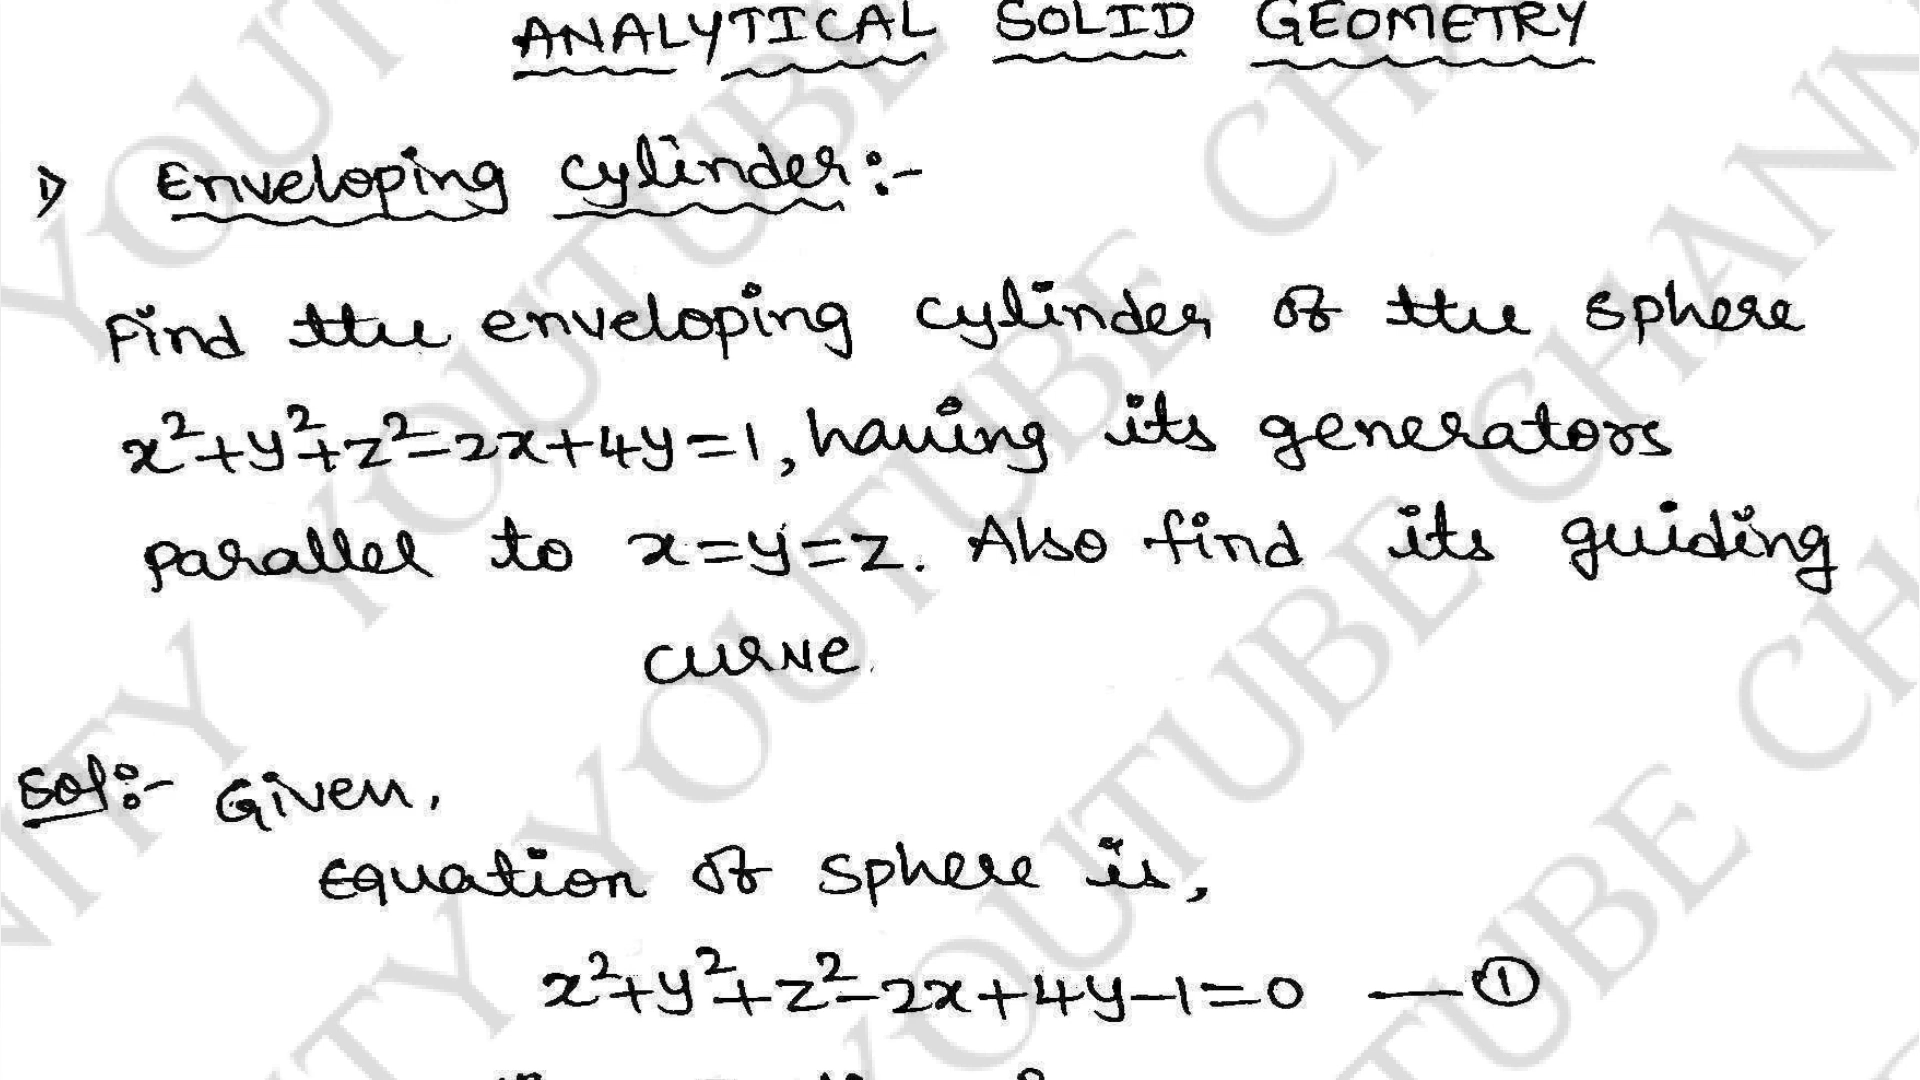 ANALYTICAL SOLID GEOMETRY
1) Enveloping cylinder:-
Find the enveloping cylinder of the sphere
x²+y²+z²-2x+4y=1, having its generators
parallel to x=y=z. Also find its guiding
curve.
Sol:- Given,
Equation of sphere is,
x²+y²+z²-2x+4y-1=0 —①